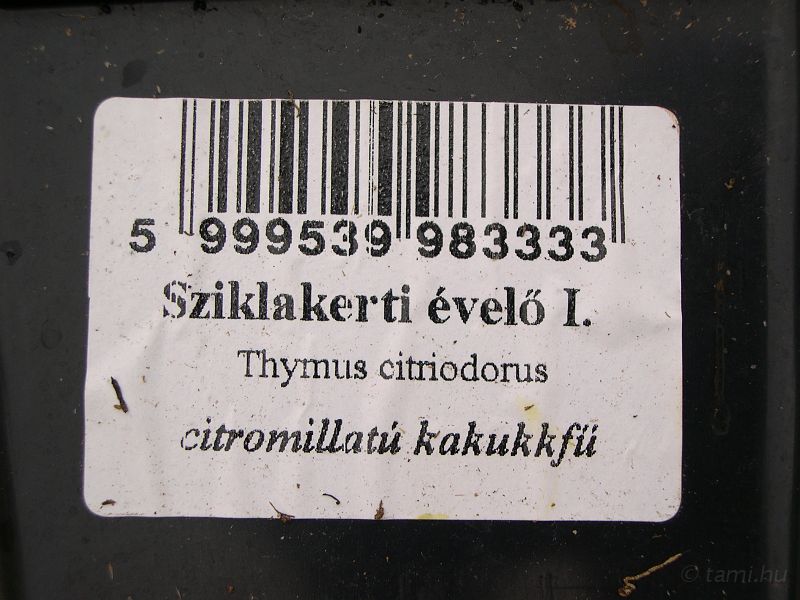 5 999539 983333
Sziklakerti évelő I.
Thymus citriodorus
citromillatú kakukkfű
© tami.hu